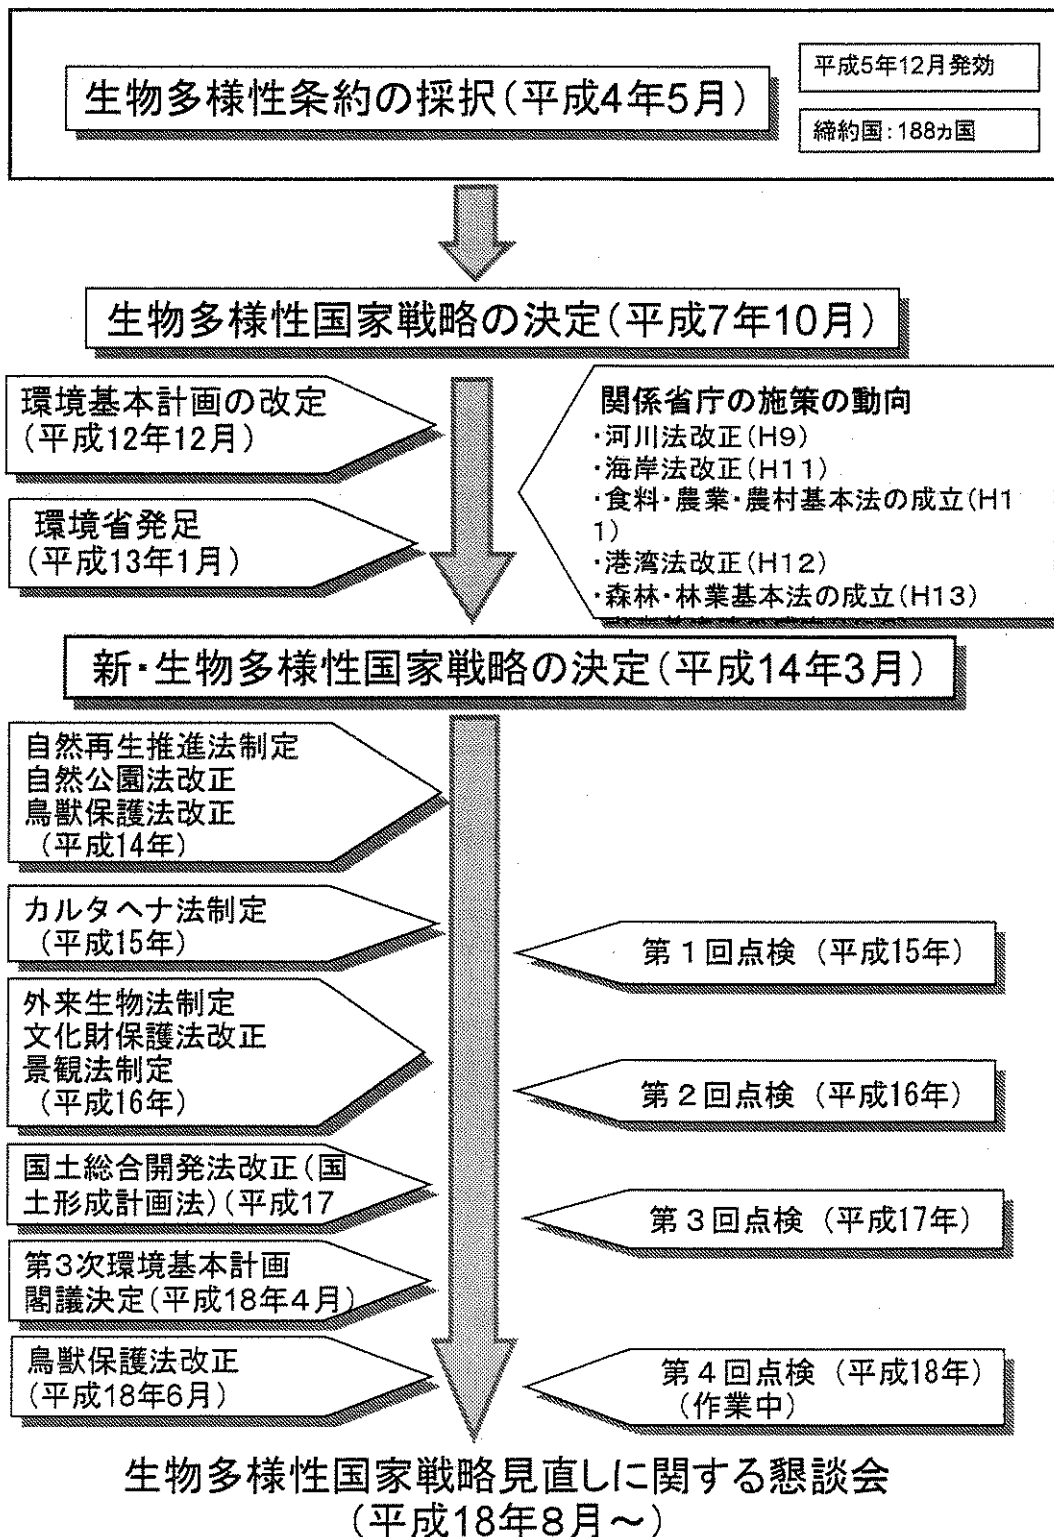 生物多様性条約の採択(平成4年5月)
平成5年12月発効
締約国:188ヵ国
生物多様性国家戦略の決定(平成7年10月)
環境基本計画の改定
(平成12年12月)
環境省発足
(平成13年1月)
関係省庁の施策の動向
・河川法改正(H9)
・海岸法改正(H11)
・食料・農業・農村基本法の成立(H1
1)
・港湾法改正(H12)
・森林・林業基本法の成立(H13)
新・生物多様性国家戦略の決定(平成14年3月)
自然再生推進法制定
自然公園法改正
鳥獣保護法改正
(平成14年)
カルタヘナ法制定
(平成15年)
第1回点検(平成15年)
外来生物法制定
文化財保護法改正
景観法制定
(平成16年)
第2回点検(平成16年)
国土総合開発法改正(国
土形成計画法)(平成17
第3回点検(平成17年)
第3次環境基本計画
閣議決定(平成18年4月)
鳥獣保護法改正
(平成18年6月)
第4回点検(平成18年)
(作業中)
生物多様性国家戦略見直しに関する懇談会
(平成18年8月~)